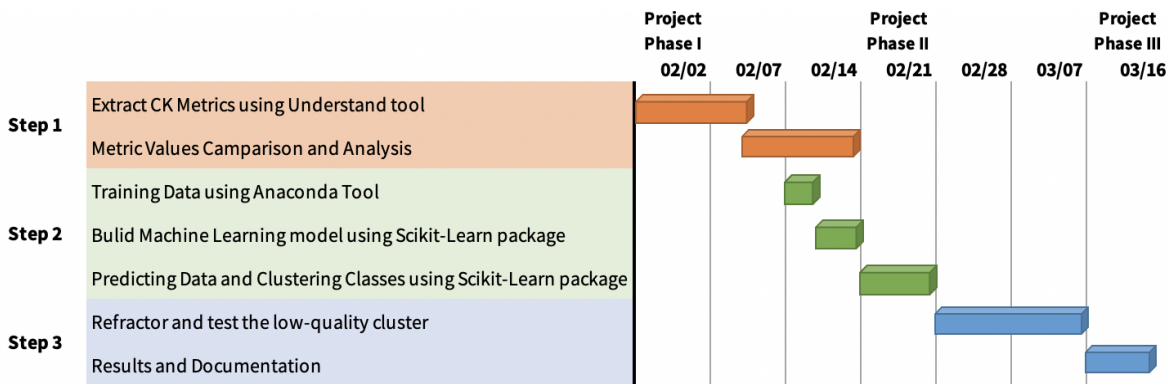 Project Phase I
Project Phase II
Project Phase III
02/02 02/07 02/14 02/21 02/28 03/07 03/16
Step 1
Extract CK Metrics using Understand tool
Metric Values Camparison and Analysis
Step 2
Training Data using Anaconda Tool
Bulid Machine Learning model using Scikit-Learn package
Predicting Data and Clustering Classes using Scikit-Learn package
Step 3
Refractor and test the low-quality cluster
Results and Documentation